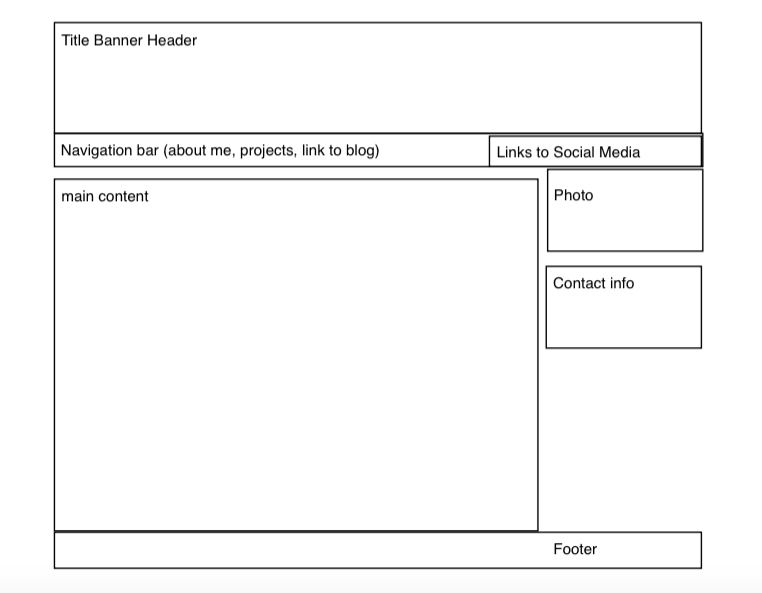 Title Banner Header
Navigation bar (about me, projects, link to blog)
Links to Social Media
main content
Photo
Contact info
Footer